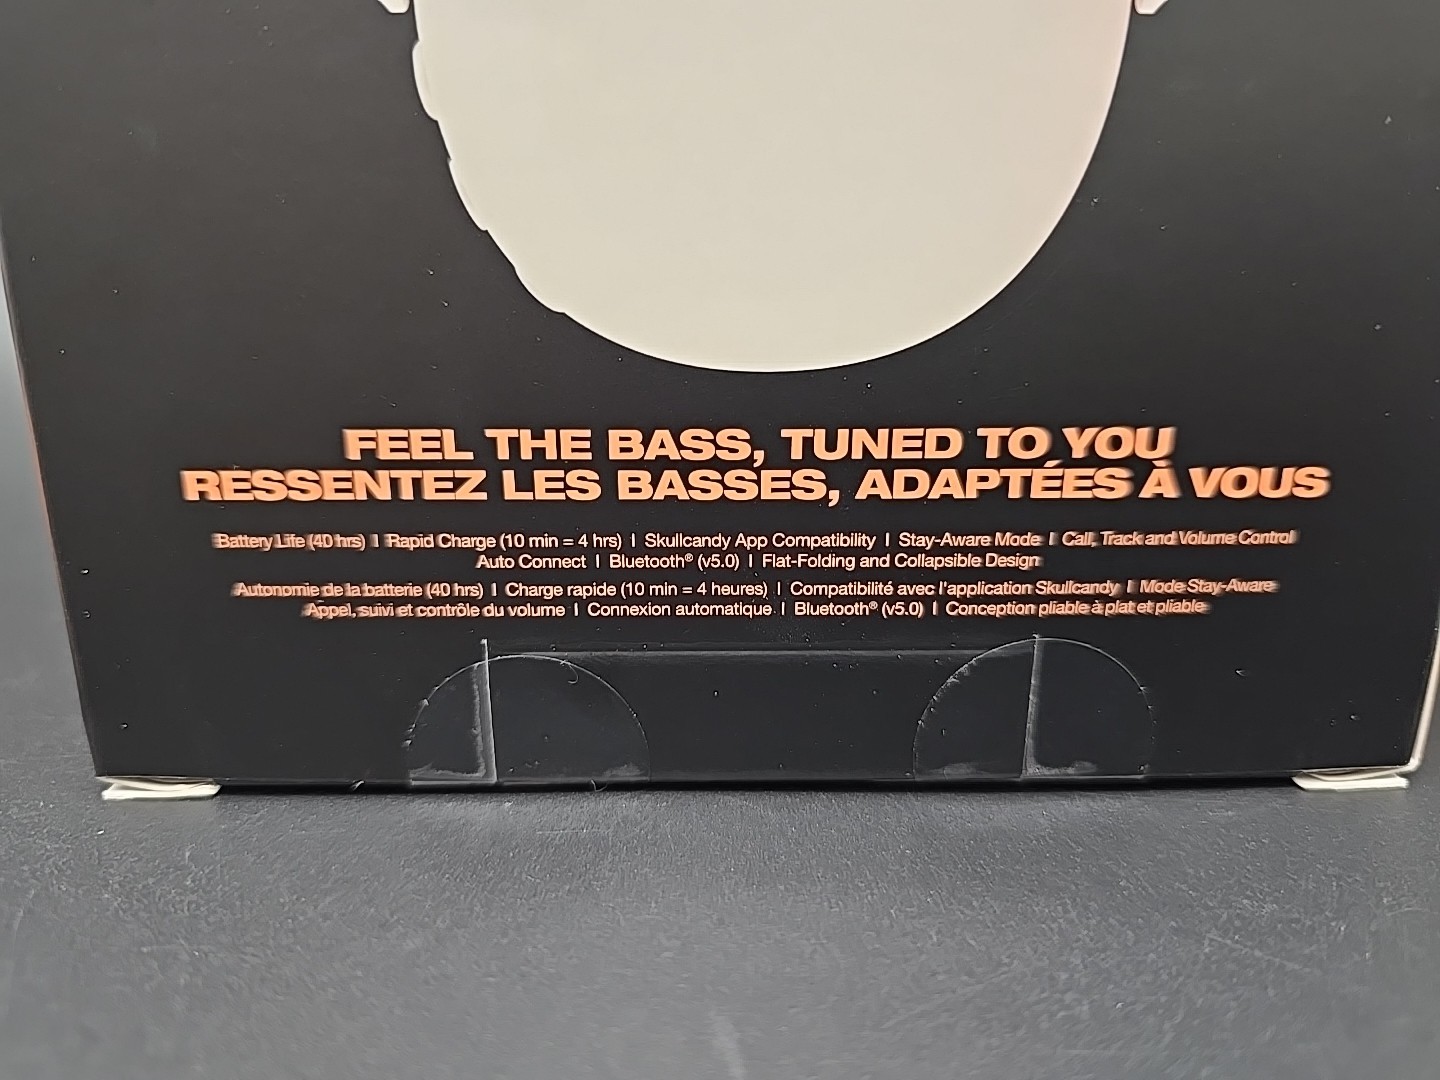 FEEL THE BASS, TUNED TO YOU
RESSENTEZ LES BASSES, ADAPTÉES À VOUS
Battery Life (40 hrs) I Rapid Charge (10 min = 4 hrs) I Skullcandy App Compatibility I Stay-Aware Mode I Call, Track and Volume Control
Auto Connect I Bluetooth® (v5.0) I Flat-Folding and Collapsible Design
Autonomie de la batterie (40 hrs) I Charge rapide (10 min = 4 heures) I Compatibilité avec l'application Skullcandy I Mode Stay-Aware
Appel, suivi et contrôle du volume I Connexion automatique I Bluetooth® (v5.0) I Conception pliable à plat et pliable